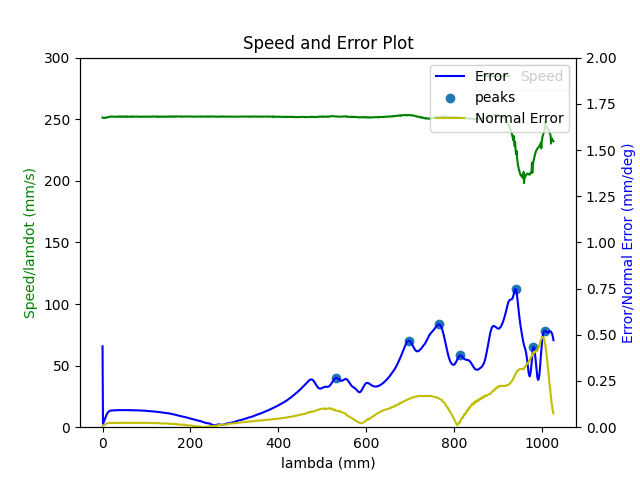 Speed and Error Plot
300
250
200
150
100
50
0
Speed/lamdot (mm/s)
2.00
1.75
1.50
1.25
1.00
0.75
0.50
0.25
0.00
Error/Normal Error (mm/deg)
Speed
Error
peaks
Normal Error
0 200 400 600 800 1000
lambda (mm)